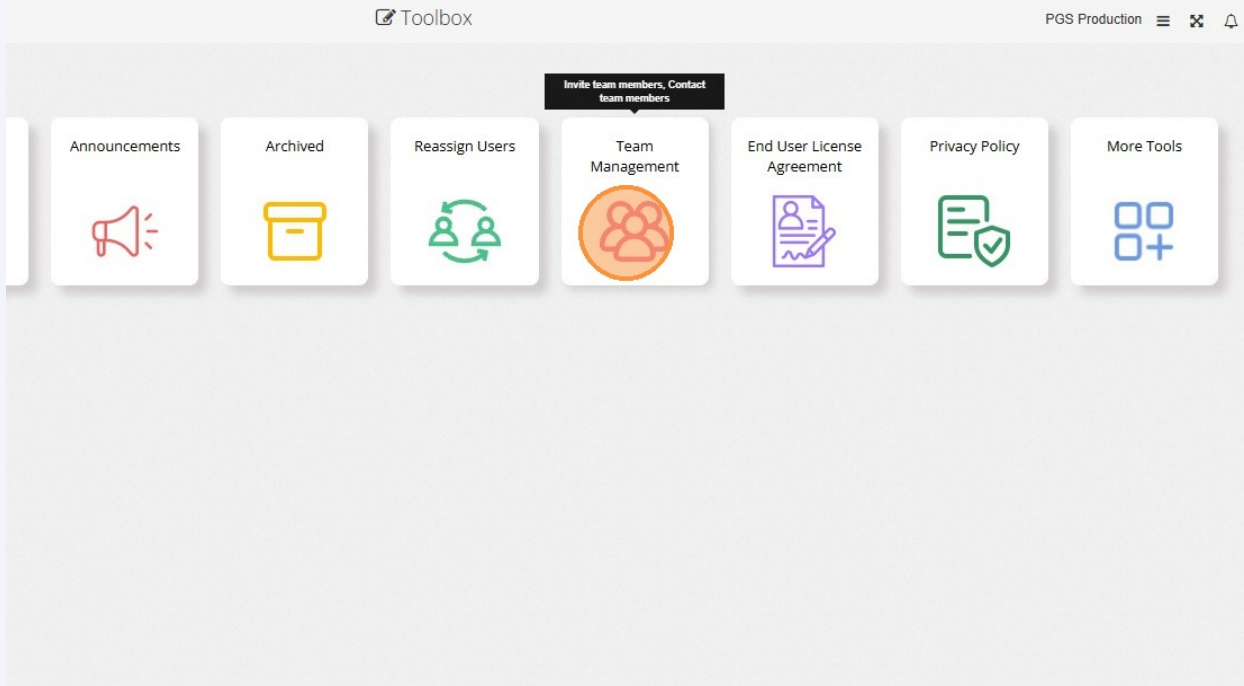 Toolbox
PGS Production
Invite team members, Contact
team members
Announcements
Archived
Reassign Users
Team
Management
End User License
Agreement
Privacy Policy
More Tools